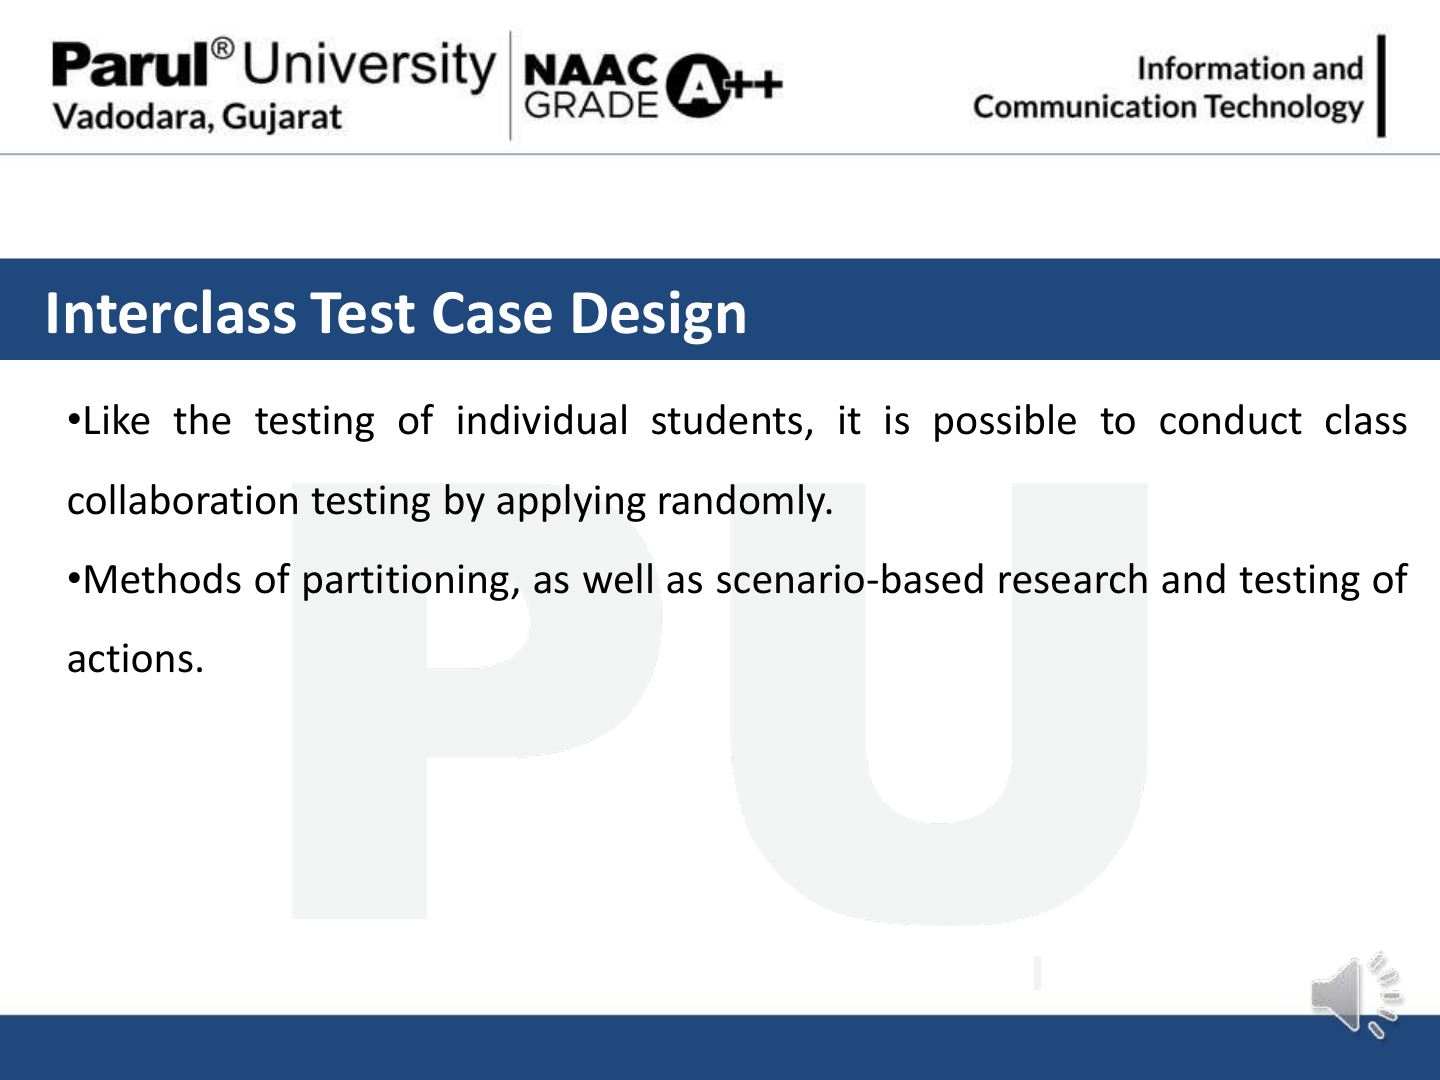 Parul® University
Vadodara, Gujarat
NAAC
GRADE A++
Information and
Communication Technology
Interclass Test Case Design
•Like the testing of individual students, it is possible to conduct class
collaboration testing by applying randomly.
•Methods of partitioning, as well as scenario-based research and testing of
actions.
PU